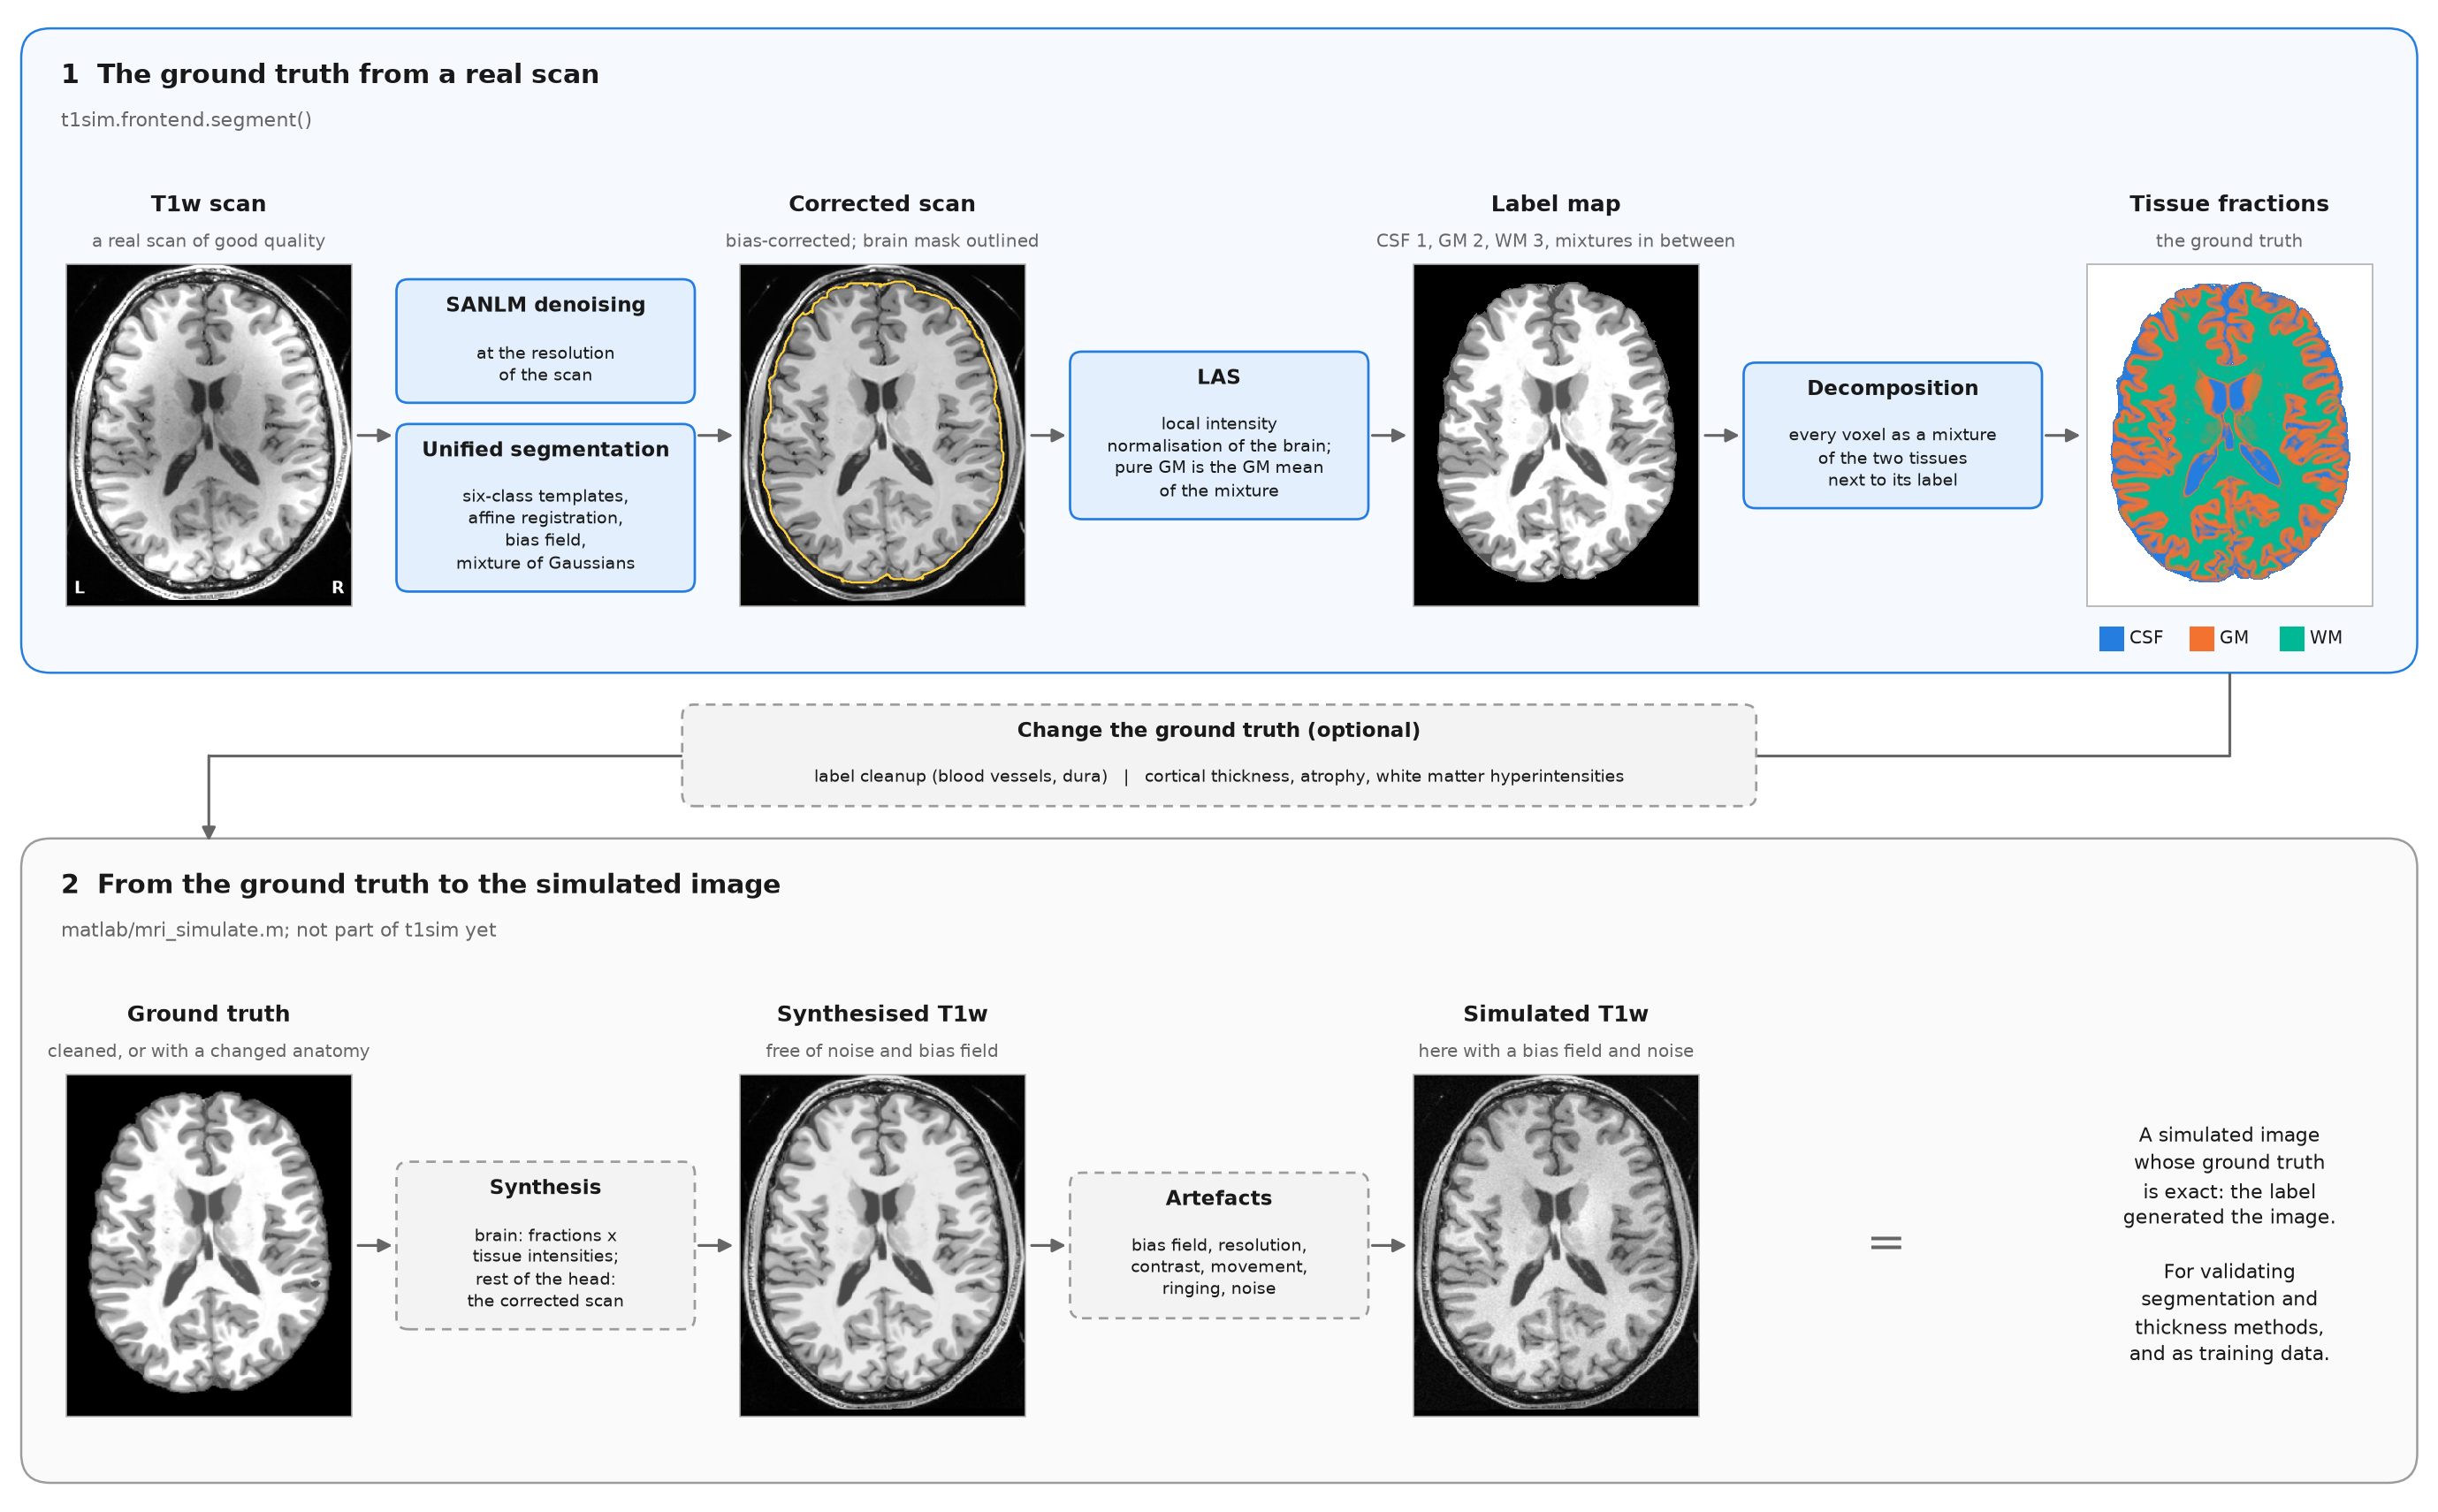 1 The ground truth from a real scan
t1sim.frontend.segment()
T1w scan
a real scan of good quality
L
R
SANLM denoising
at the resolution
of the scan
Unified segmentation
six-class templates,
affine registration,
bias field,
mixture of Gaussians
Corrected scan
bias-corrected; brain mask outlined
LAS
local intensity
normalisation of the brain;
pure GM is the GM mean
of the mixture
Label map
CSF 1, GM 2, WM 3, mixtures in between
Decomposition
every voxel as a mixture
of the two tissues
next to its label
Tissue fractions
the ground truth
CSF
GM
WM
Change the ground truth (optional)
label cleanup (blood vessels, dura) | cortical thickness, atrophy, white matter hyperintensities
2 From the ground truth to the simulated image
matlab/mri_simulate.m; not part of t1sim yet
Ground truth
cleaned, or with a changed anatomy
Synthesis
brain: fractions x
tissue intensities;
rest of the head:
the corrected scan
Synthesised T1w
free of noise and bias field
Artefacts
bias field, resolution,
contrast, movement,
ringing, noise
Simulated T1w
here with a bias field and noise
=
A simulated image
whose ground truth
is exact: the label
generated the image.
For validating
segmentation and
thickness methods,
and as training data.